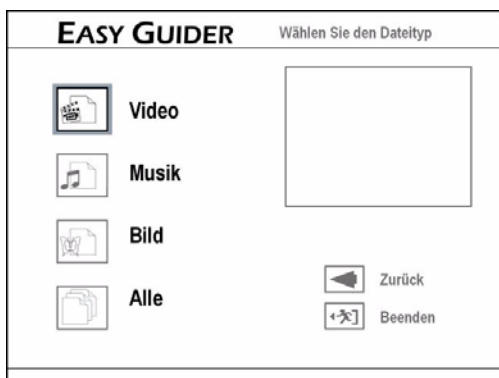 EASY GUIDER
Wählen Sie den Dateityp
Video
Musik
Bild
Alle
Zurück
Beenden